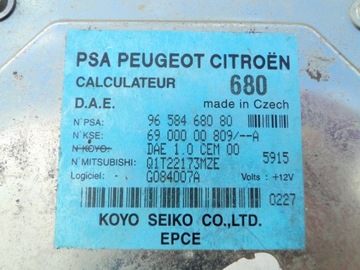 PSA PEUGEOT CITROËN
CALCULATEUR 680
D.A.E. made in Czech
N°PSA: 96 584 680 80
N°KSE: 69 000 00 809/--A
N°KOYO: DAE 1.0 CEM 00
N°MITSUBISHI: Q1T22173MZE 5915
Logiciel: G084007A Volts : +12V
0227
KOYO SEIKO CO.,LTD.
EPCE